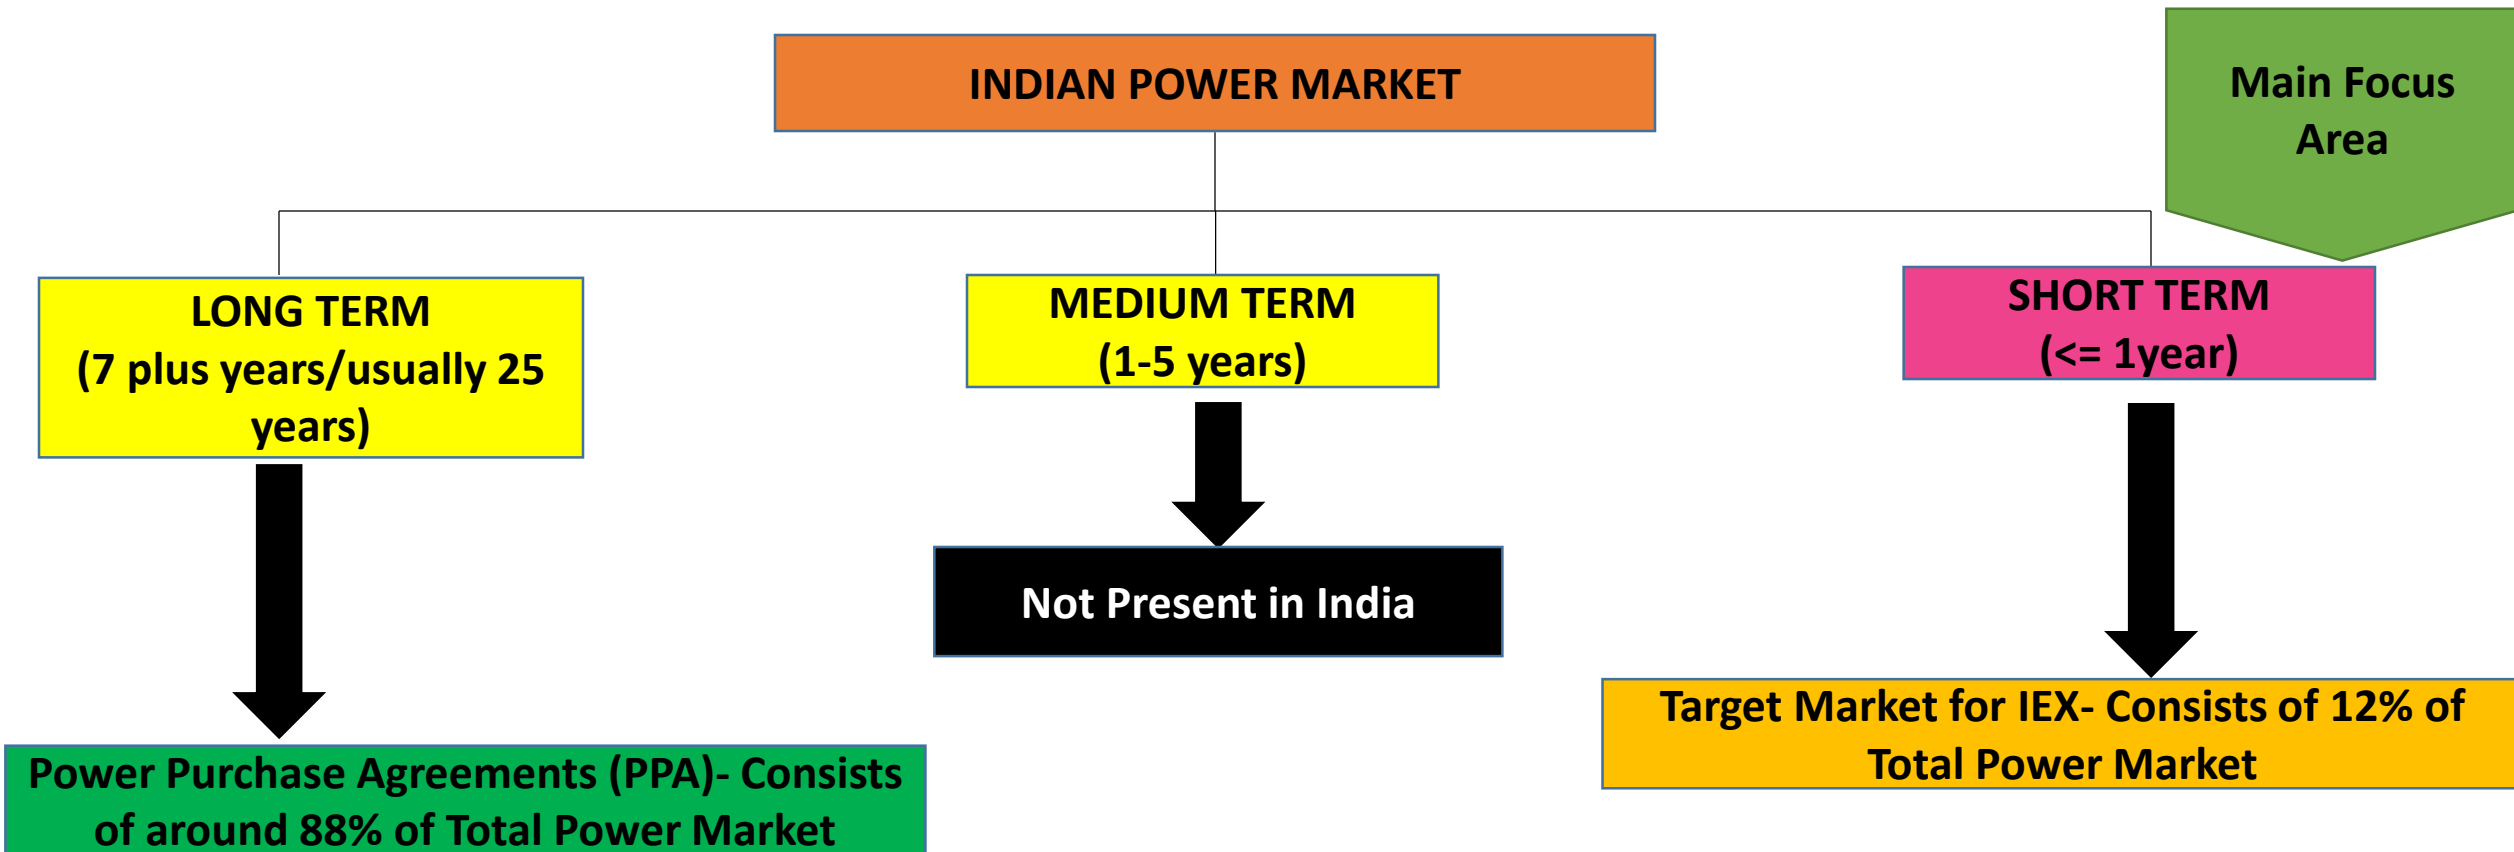 INDIAN POWER MARKET
Main Focus
Area
LONG TERM
(7 plus years/usually 25
years)
MEDIUM TERM
(1-5 years)
SHORT TERM
(<= 1year)
Not Present in India
Target Market for IEX- Consists of 12% of
Total Power Market
Power Purchase Agreements (PPA)- Consists
of around 88% of Total Power Market